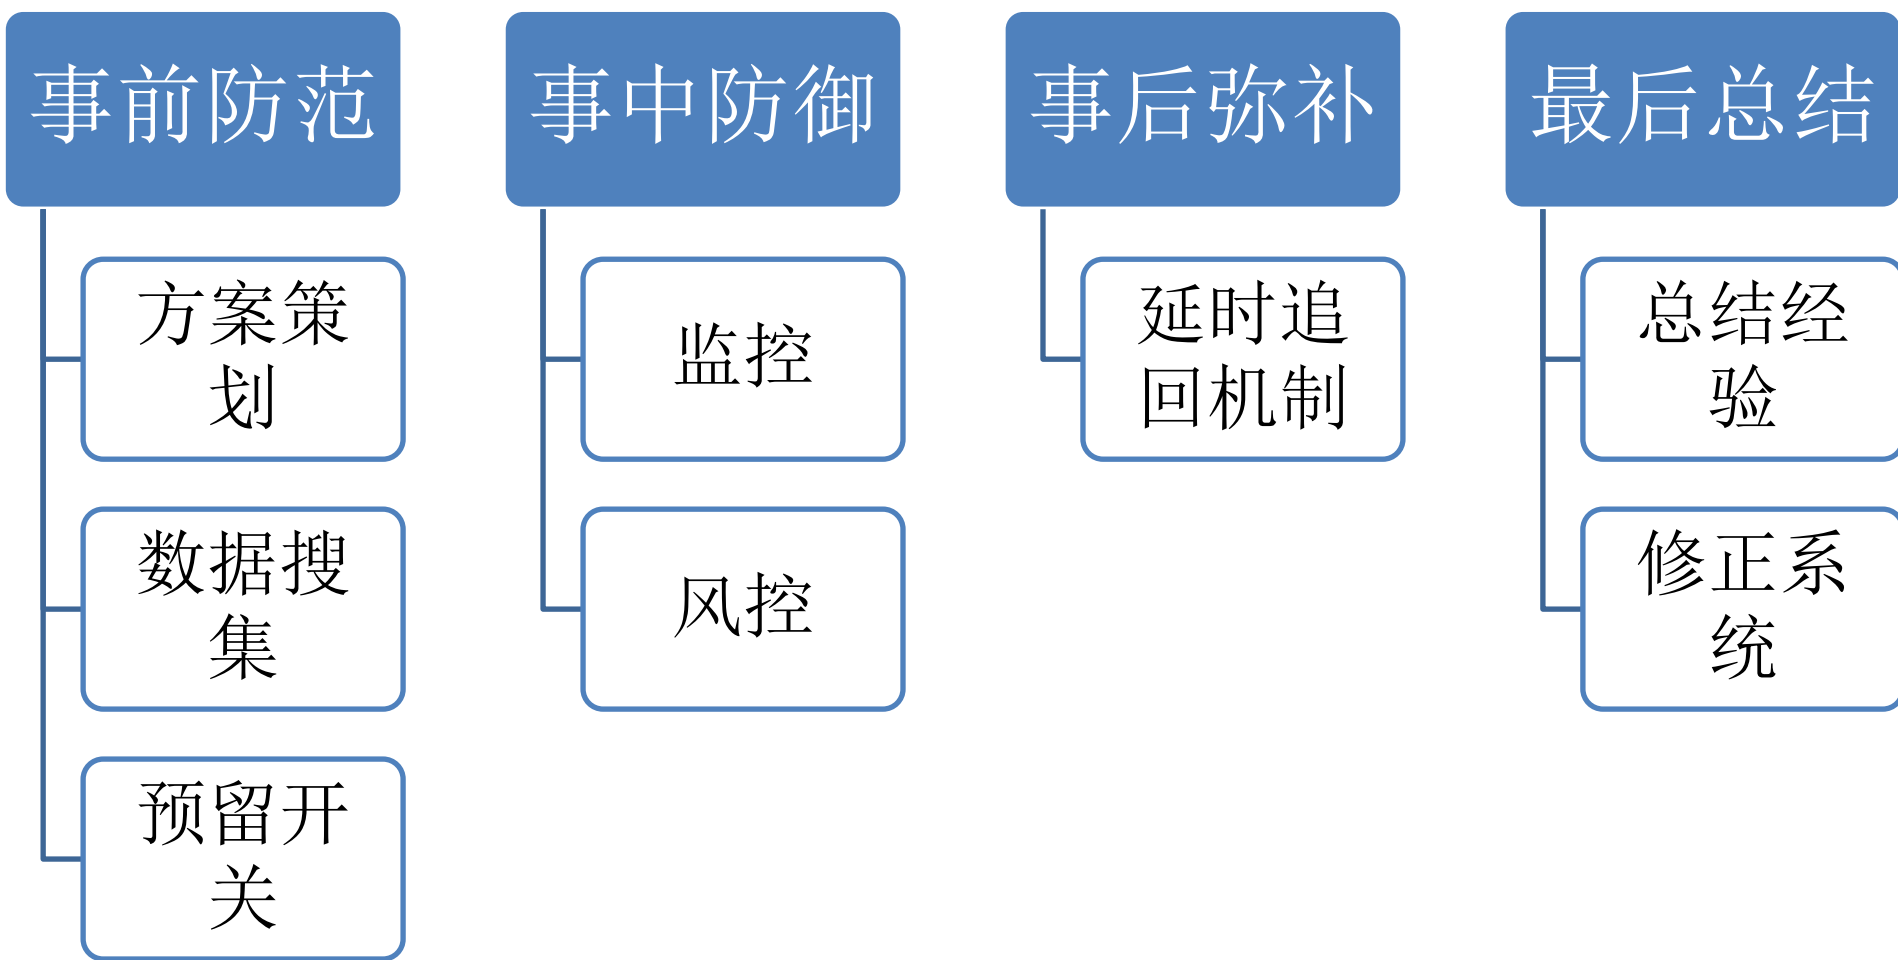 事前防范
方案策
划
数据搜
集
预留开
关
事中防御
监控
风控
事后弥补
延时追
回机制
最后总结
总结经
验
修正系
统